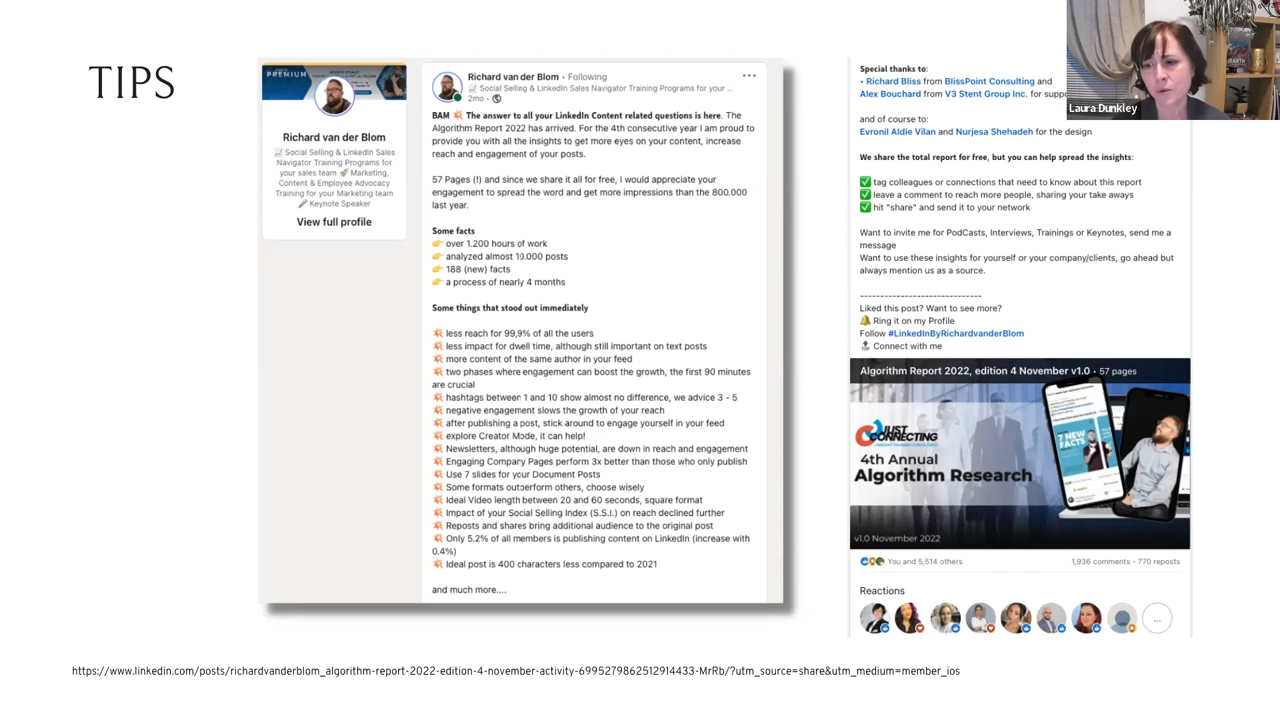 TIPS
PREMIUM
Richard van der Blom
Social Selling & LinkedIn Sales
Navigator Training Programs for
your sales team 🚀 Marketing,
Content & Employee Advocacy
Training for your Marketing team
🎤 Keynote Speaker
View full profile
Richard van der Blom • Following
Social Selling & LinkedIn Sales Navigator Training Programs for your ...
2mo •
BAM 💥 The answer to all your LinkedIn Content related questions is here. The
Algorithm Report 2022 has arrived. For the 4th consecutive year I am proud to
provide you with all the insights to get more eyes on your content, increase
reach and engagement of your posts.
57 Pages (!) and since we share it all for free, I would appreciate your
engagement to spread the word and get more impressions than the 800.000
last year.
Some facts
👉 over 1.200 hours of work
👉 analyzed almost 10.000 posts
👉 188 (new) facts
👉 a process of nearly 4 months
Some things that stood out immediately
💥 less reach for 99,9% of all the users
💥 less impact for dwell time, although still important on text posts
💥 more content of the same author in your feed
💥 two phases where engagement can boost the growth, the first 90 minutes
are crucial
💥 hashtags between 1 and 10 show almost no difference, we advice 3 - 5
💥 negative engagement slows the growth of your reach
💥 after publishing a post, stick around to engage yourself in your feed
💥 explore Creator Mode, it can help!
💥 Newsletters, although huge potential, are down in reach and engagement
💥 Engaging Company Pages perform 3x better than those who only publish
💥 Use 7 slides for your Document Posts
💥 Some formats outperform others, choose wisely
💥 Ideal Video length between 20 and 60 seconds, square format
💥 Impact of your Social Selling Index (S.S.I.) on reach declined further
💥 Reposts and shares bring additional audience to the original post
💥 Only 5.2% of all members is publishing content on LinkedIn (increase with
0.4%)
💥 Ideal post is 400 characters less compared to 2021
and much more....
Special thanks to:
• Richard Bliss from BlissPoint Consulting and
Alex Bouchard from V3 Stent Group Inc. for supp
and of course to:
Evronil Aldie Vilan and Nurjesa Shehadeh for the design
We share the total report for free, but you can help spread the insights:
✅ tag colleagues or connections that need to know about this report
✅ leave a comment to reach more people, sharing your take aways
✅ hit "share" and send it to your network
Want to invite me for PodCasts, Interviews, Trainings or Keynotes, send me a
message
Want to use these insights for yourself or your company/clients, go ahead but
always mention us as a source.
------------------------------
Liked this post? Want to see more?
🔔 Ring it on my Profile
Follow #LinkedInByRichardvanderBlom
Connect with me
Algorithm Report 2022, edition 4 November v1.0 • 57 pages
JUST
CONNECTING
4th Annual
Algorithm Research
7 NEW
FACTS
v1.0 November 2022
You and 5,514 others
1,936 comments • 770 reposts
Reactions
...
Laura Dunkley
https://www.linkedin.com/posts/richardvanderblom_algorithm-report-2022-edition-4-november-activity-6995279862512914433-MrRb/?utm_source=share&utm_medium=member_ios